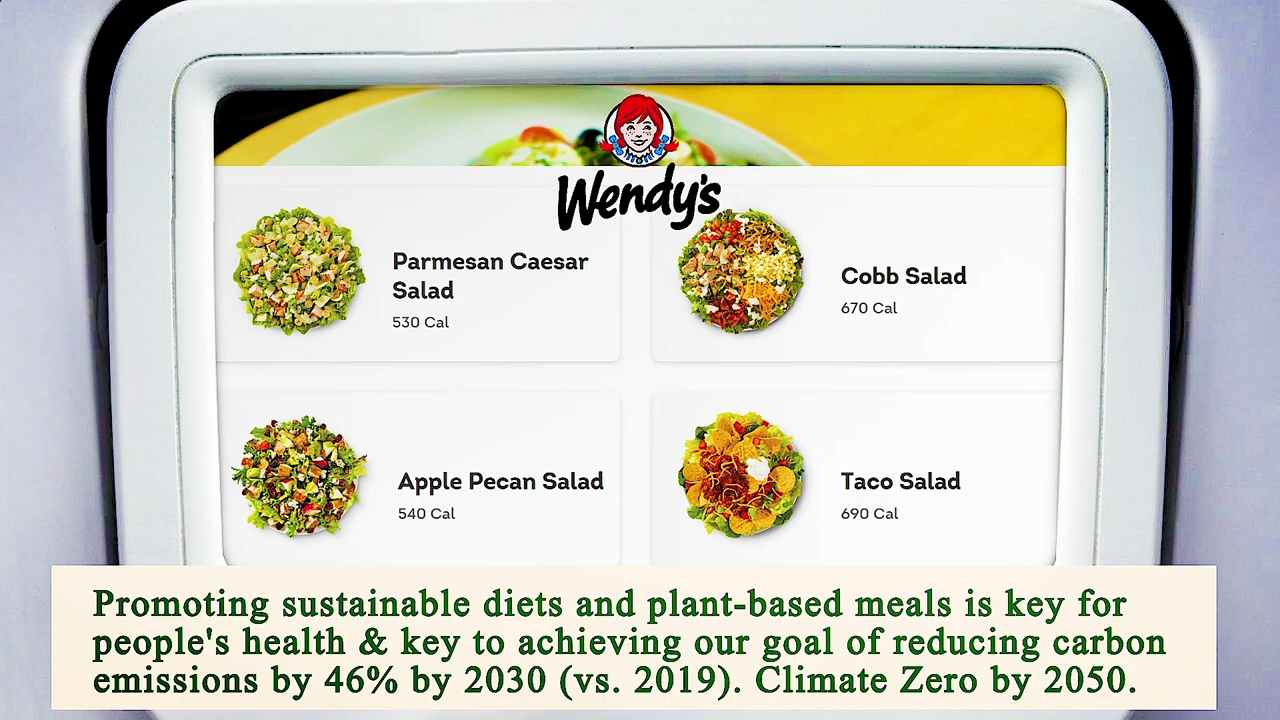 Wendy's
Parmesan Caesar
Salad
530 Cal
Cobb Salad
670 Cal
Apple Pecan Salad
540 Cal
Taco Salad
690 Cal
Promoting sustainable diets and plant-based meals is key for
people's health & key to achieving our goal of reducing carbon
emissions by 46% by 2030 (vs. 2019). Climate Zero by 2050.